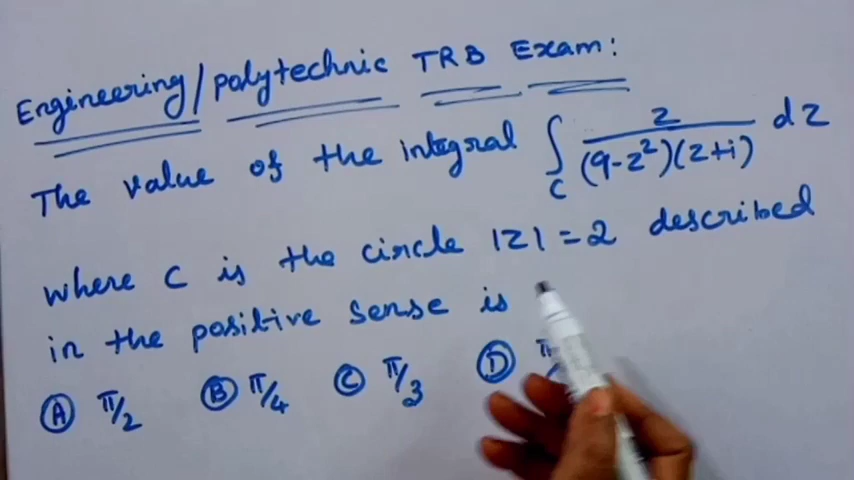 Engineering/polytechnic TRB Exam:
The value of the integral ∫_C z/((9-z²)(z+i)) dz
where C is the circle |z| = 2 described
in the positive sense is
Ⓐ π/2 Ⓑ π/4 Ⓒ π/3 Ⓓ